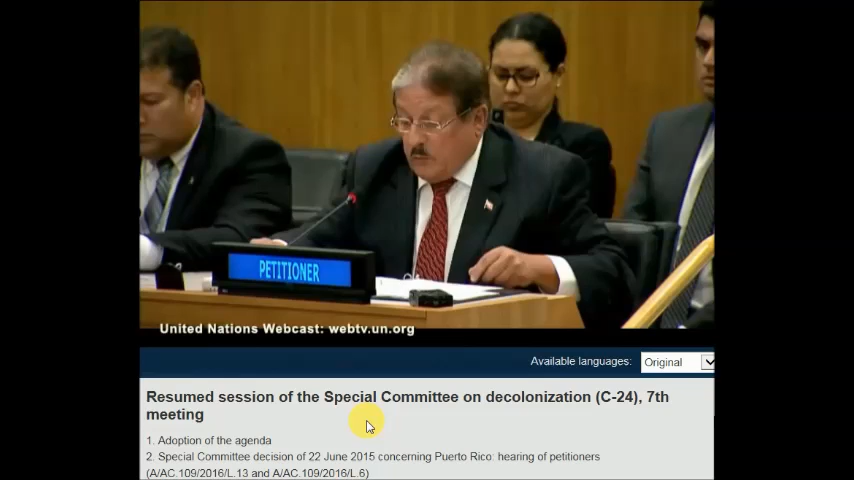 PETITIONER
United Nations Webcast: webtv.un.org
Available languages:
Original
Resumed session of the Special Committee on decolonization (C-24), 7th
meeting
1. Adoption of the agenda
2. Special Committee decision of 22 June 2015 concerning Puerto Rico: hearing of petitioners
(A/AC.109/2016/L.13 and A/AC.109/2016/L.6)